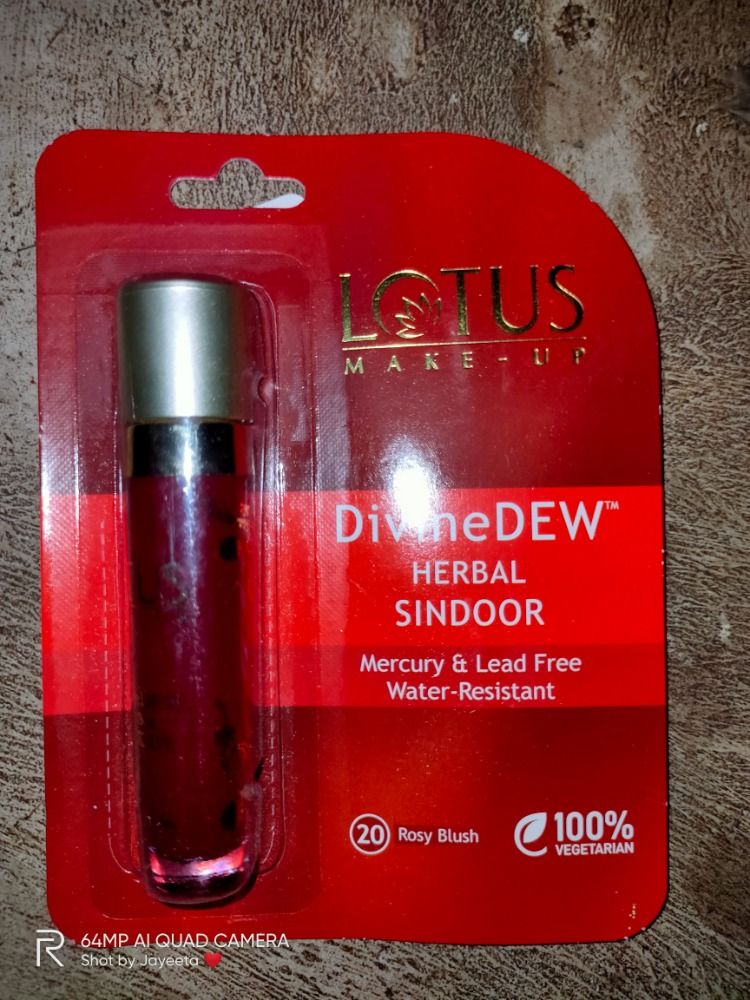 LOTUS
MAKE-UP
DivineDEW™
HERBAL
SINDOOR
Mercury & Lead Free
Water-Resistant
20 Rosy Blush
100%
VEGETARIAN
64MP AI QUAD CAMERA
Shot by Jayeeta ❤️